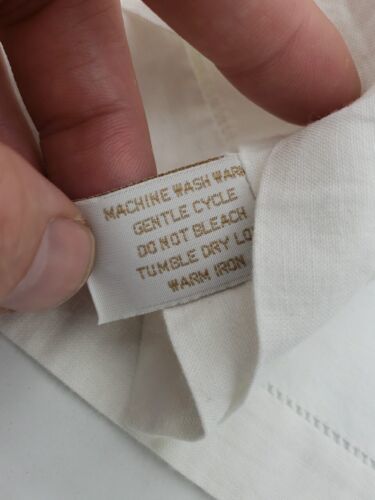 MACHINE WASH WARM
GENTLE CYCLE
DO NOT BLEACH
TUMBLE DRY LO
WARM IRON